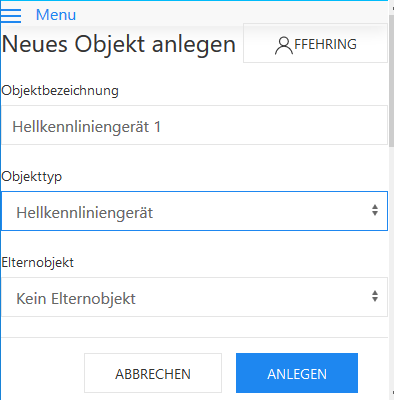 Menu
Neues Objekt anlegen
FFEHRING
Objektbezeichnung
Hellkennliniengerät 1
Objekttyp
Hellkennliniengerät
Elternobjekt
Kein Elternobjekt
ABBRECHEN
ANLEGEN